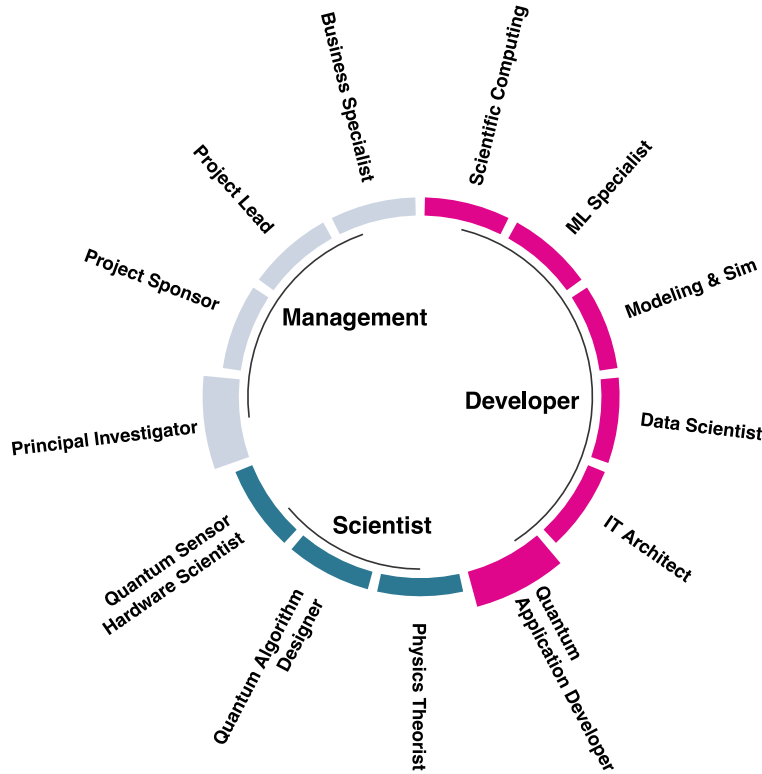 Business Specialist
Scientific Computing
Project Lead
ML Specialist
Project Sponsor
Modeling & Sim
Management
Developer
Principal Investigator
Data Scientist
Scientist
Quantum Sensor
Hardware Scientist
IT Architect
Quantum Algorithm
Designer
Physics Theorist
Quantum
Application Developer